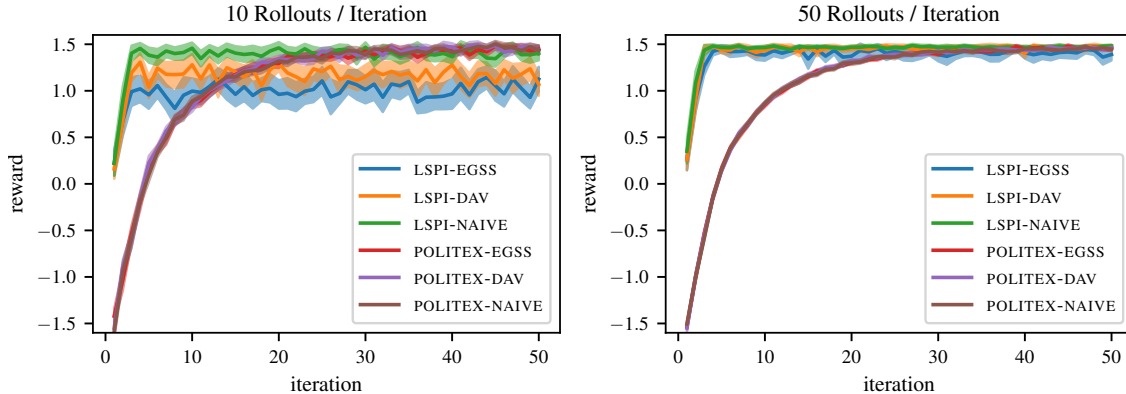 10 Rollouts / Iteration
1.5
1.0
0.5
0.0
−0.5
−1.0
−1.5
reward
LSPI-EGSS
LSPI-DAV
LSPI-NAIVE
POLITEX-EGSS
POLITEX-DAV
POLITEX-NAIVE
0 10 20 30 40 50
iteration
50 Rollouts / Iteration
1.5
1.0
0.5
0.0
−0.5
−1.0
−1.5
reward
LSPI-EGSS
LSPI-DAV
LSPI-NAIVE
POLITEX-EGSS
POLITEX-DAV
POLITEX-NAIVE
0 10 20 30 40 50
iteration